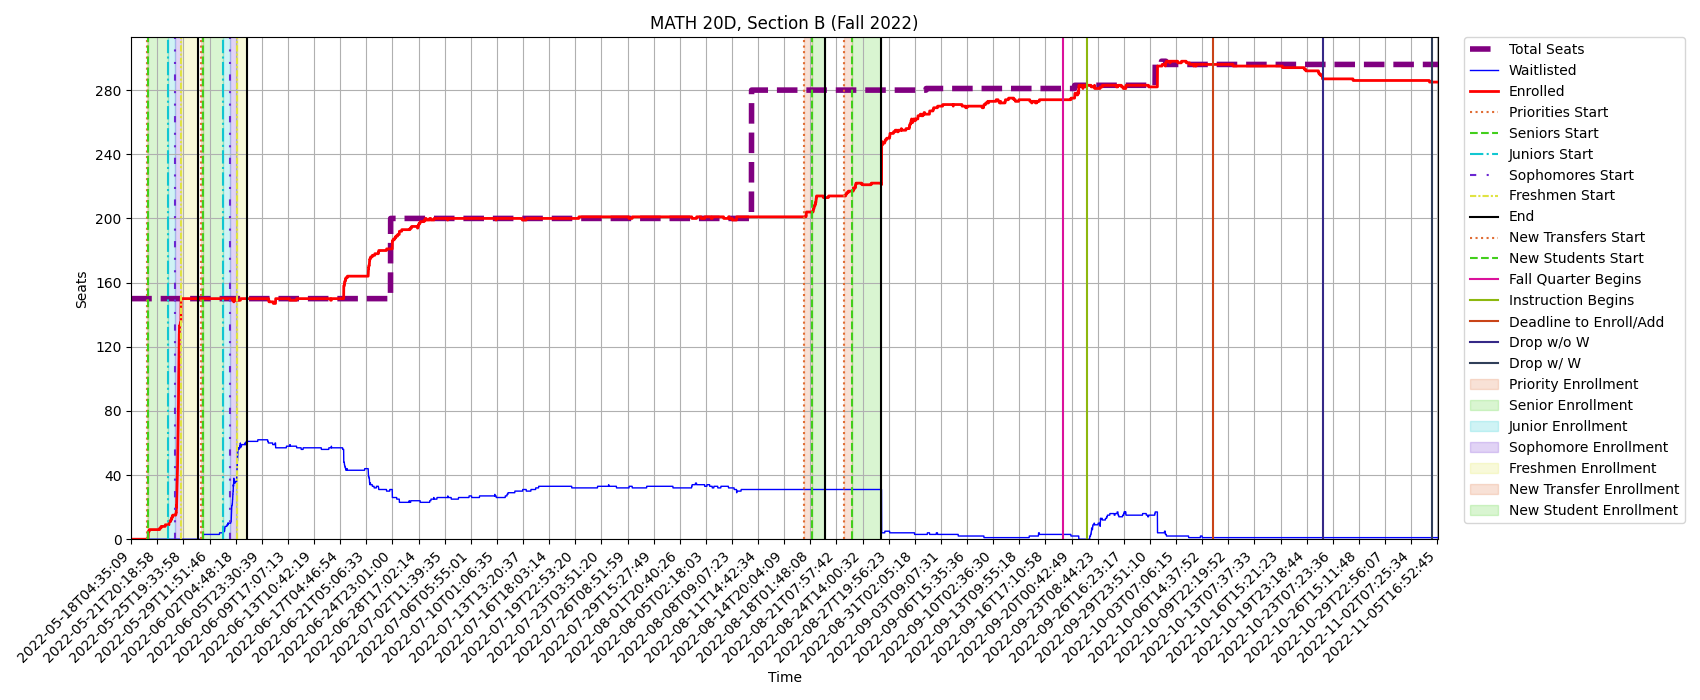 MATH 20D, Section B (Fall 2022)
Seats
280
240
200
160
120
80
40
0
2022-05-18T04:35:09
2022-05-21T20:18:58
2022-05-25T19:33:58
2022-05-29T11:51:46
2022-06-02T04:48:18
2022-06-05T23:30:39
2022-06-09T17:07:13
2022-06-13T10:42:19
2022-06-17T04:46:54
2022-06-21T05:06:33
2022-06-24T23:01:00
2022-06-28T17:02:14
2022-07-02T11:39:35
2022-07-06T05:55:01
2022-07-10T01:06:35
2022-07-13T13:20:37
2022-07-16T18:03:14
2022-07-19T22:53:20
2022-07-23T03:51:20
2022-07-26T08:51:59
2022-07-29T15:27:49
2022-08-01T20:40:26
2022-08-05T02:18:03
2022-08-08T09:07:23
2022-08-11T14:42:34
2022-08-14T20:04:09
2022-08-18T01:48:08
2022-08-21T07:57:42
2022-08-24T14:00:32
2022-08-27T19:56:23
2022-08-31T02:05:18
2022-09-03T09:07:31
2022-09-06T15:35:36
2022-09-10T02:36:30
2022-09-13T09:55:18
2022-09-16T17:10:58
2022-09-20T00:42:49
2022-09-23T08:44:23
2022-09-26T16:23:17
2022-09-29T23:51:10
2022-10-03T07:06:15
2022-10-06T14:37:52
2022-10-09T22:19:52
2022-10-13T07:37:33
2022-10-16T15:21:23
2022-10-19T23:18:44
2022-10-23T07:23:36
2022-10-26T15:11:48
2022-10-29T22:56:07
2022-11-02T07:25:34
2022-11-05T16:52:45
Time
Total Seats
Waitlisted
Enrolled
Priorities Start
Seniors Start
Juniors Start
Sophomores Start
Freshmen Start
End
New Transfers Start
New Students Start
Fall Quarter Begins
Instruction Begins
Deadline to Enroll/Add
Drop w/o W
Drop w/ W
Priority Enrollment
Senior Enrollment
Junior Enrollment
Sophomore Enrollment
Freshmen Enrollment
New Transfer Enrollment
New Student Enrollment